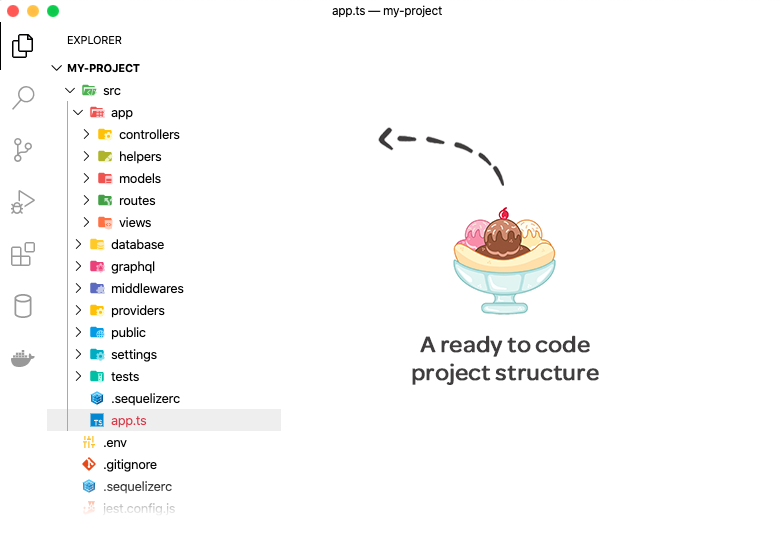 app.ts — my-project
EXPLORER
MY-PROJECT
src
app
controllers
helpers
models
routes
views
database
graphql
middlewares
providers
public
settings
tests
.sequelizerc
TS app.ts
.env
.gitignore
.sequelizerc
jest.config.js
A ready to code
project structure